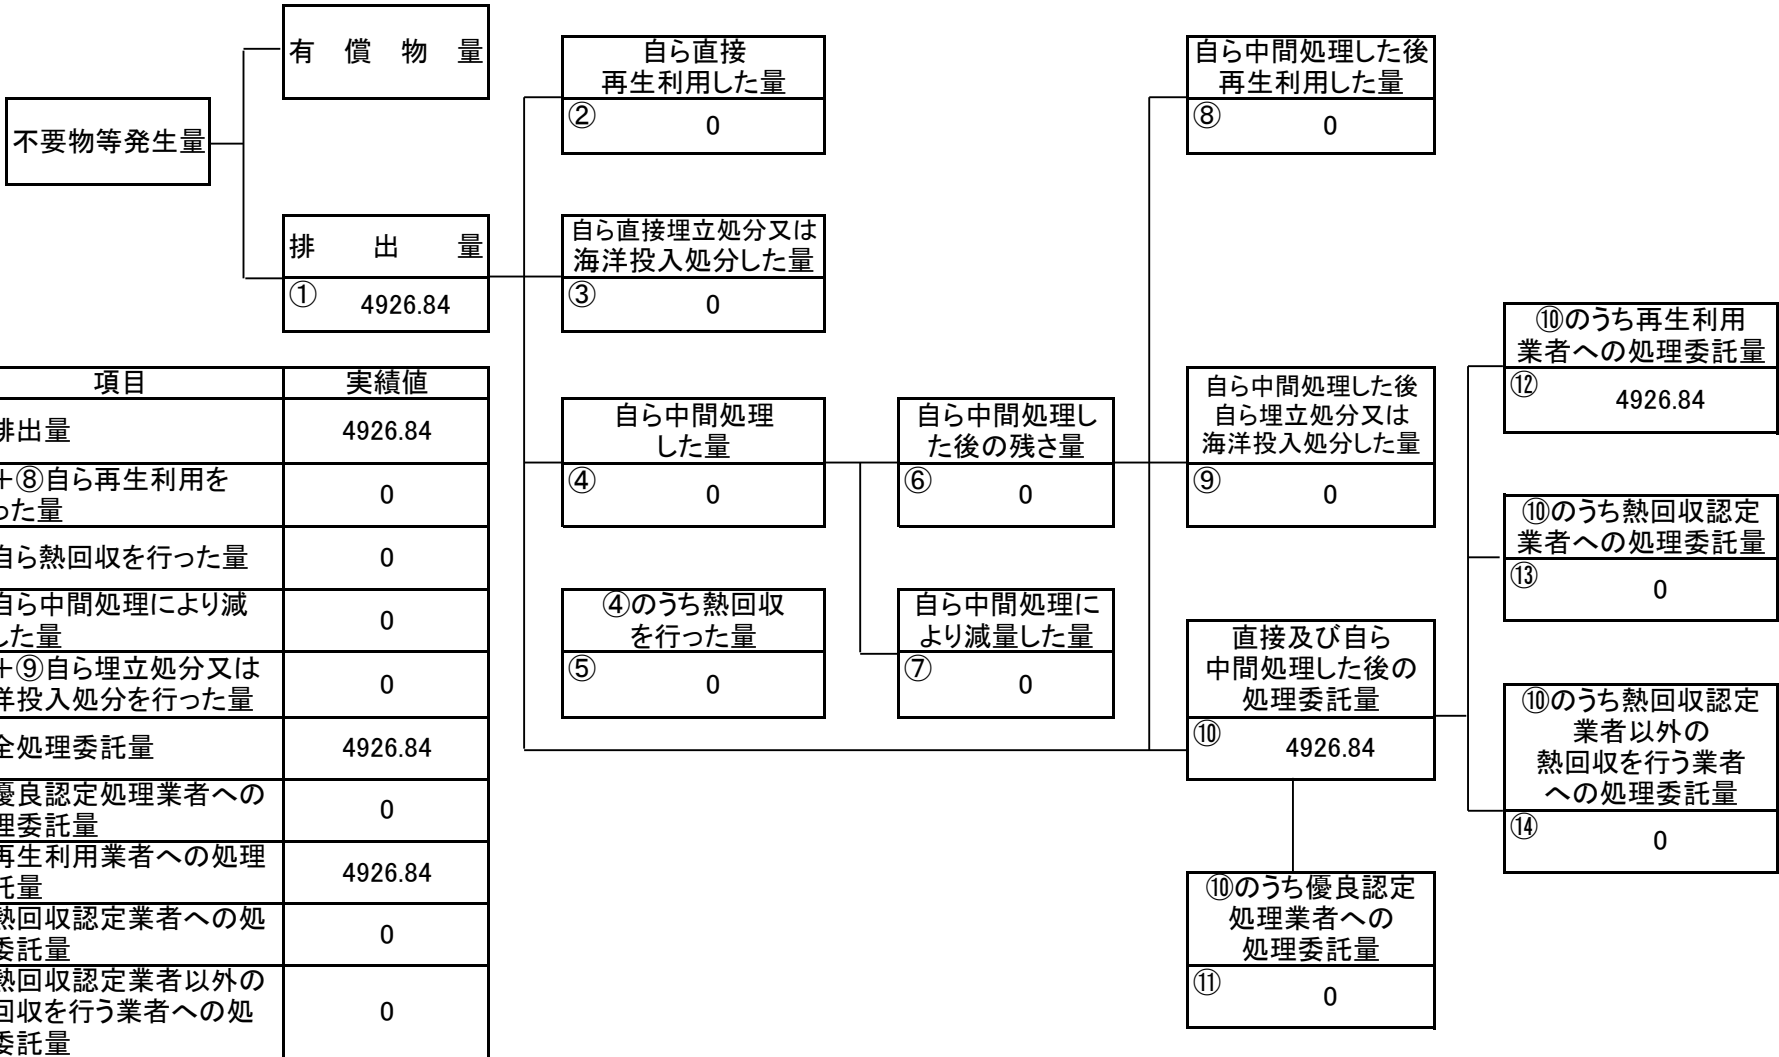 有償物量
不要物等発生量
排出量
①
4926.84
自ら直接
再生利用した量
②
0
自ら直接埋立処分又は
海洋投入処分した量
③
0
自ら中間処理
した量
④
0
④のうち熱回収
を行った量
⑤
0
自ら中間処理し
た後の残さ量
⑥
0
自ら中間処理に
より減量した量
⑦
0
自ら中間処理した後
再生利用した量
⑧
0
自ら中間処理した後
自ら埋立処分又は
海洋投入処分した量
⑨
0
直接及び自ら
中間処理した後の
処理委託量
⑩
4926.84
⑩のうち優良認定
処理業者への
処理委託量
⑪
0
⑩のうち再生利用
業者への処理委託量
⑫
4926.84
⑩のうち熱回収認定
業者への処理委託量
⑬
0
⑩のうち熱回収認定
業者以外の
熱回収を行う業者
への処理委託量
⑭
0
項目 実績値
排出量 4926.84
+⑧自ら再生利用を
った量
0
自ら熱回収を行った量 0
自ら中間処理により減
した量
0
+⑨自ら埋立処分又は
洋投入処分を行った量
0
全処理委託量 4926.84
優良認定処理業者への
理委託量
0
再生利用業者への処理
託量
4926.84
熱回収認定業者への処
委託量
0
熱回収認定業者以外の
回収を行う業者への処
委託量
0